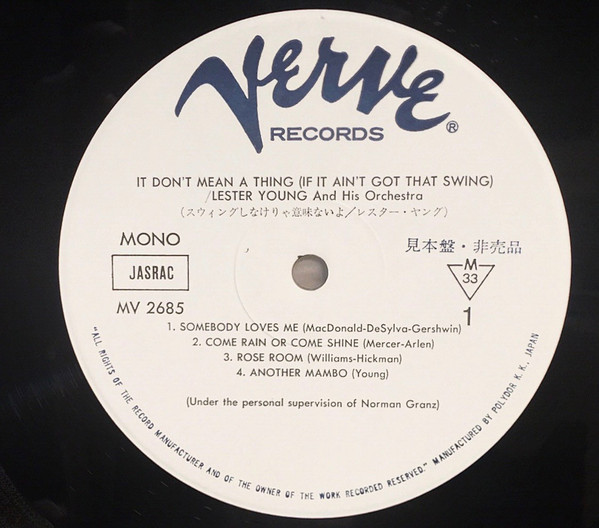 Verve
RECORDS ®
IT DON'T MEAN A THING (IF IT AIN'T GOT THAT SWING)
/LESTER YOUNG And His Orchestra
(スウィングしなけりゃ意味ないよ/レスター・ヤング)
MONO
見本盤・非売品
JASRAC
M
33
MV 2685
1
1. SOMEBODY LOVES ME (MacDonald-DeSylva-Gershwin)
2. COME RAIN OR COME SHINE (Mercer-Arlen)
3. ROSE ROOM (Williams-Hickman)
4. ANOTHER MAMBO (Young)
(Under the personal supervision of Norman Granz)
"ALL RIGHTS OF THE RECORD MANUFACTURER AND OF THE OWNER OF THE WORK RECORDED RESERVED." MANUFACTURED BY POLYDOR K. K., JAPAN